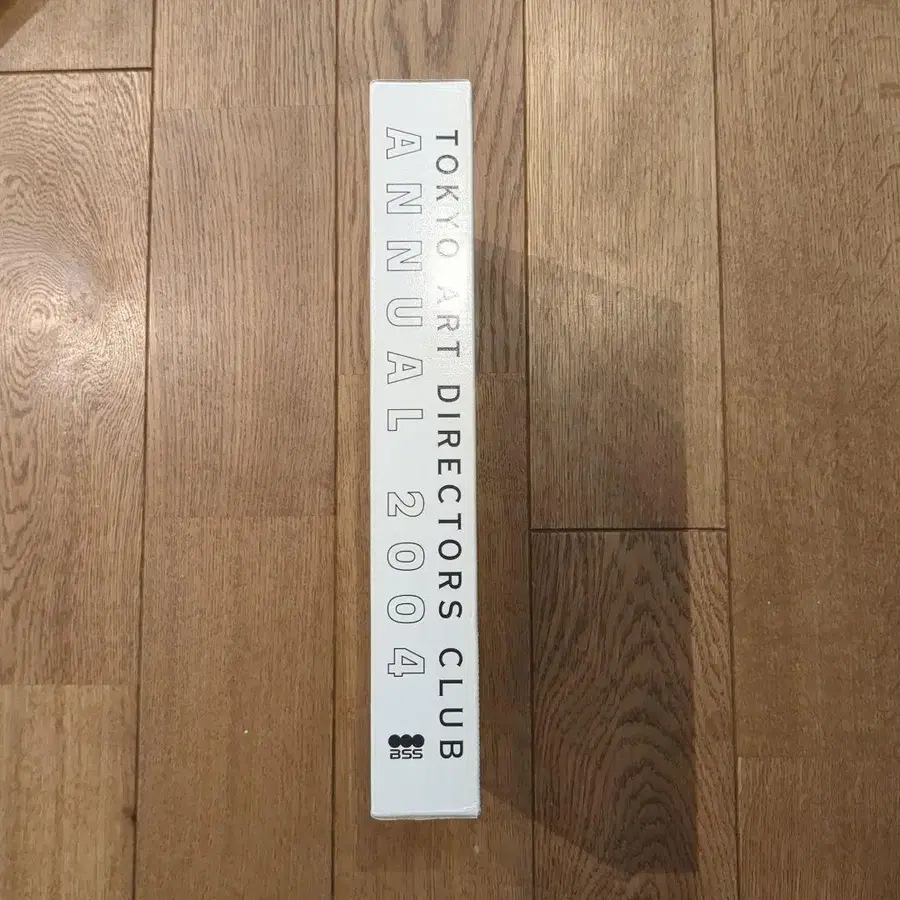 TOKYO ART DIRECTORS CLUB
ANNUAL 2004
BSS